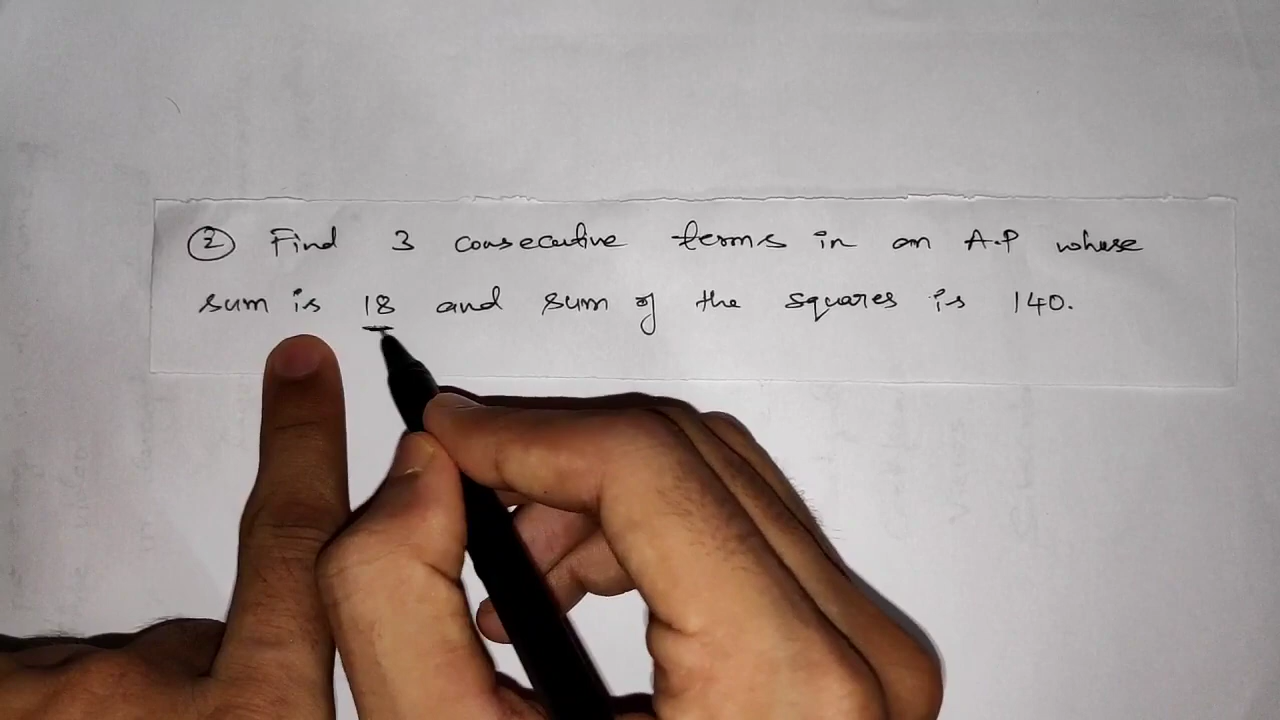 ② Find 3 consecutive terms in an A.P whose
sum is 18 and sum of the squares is 140.